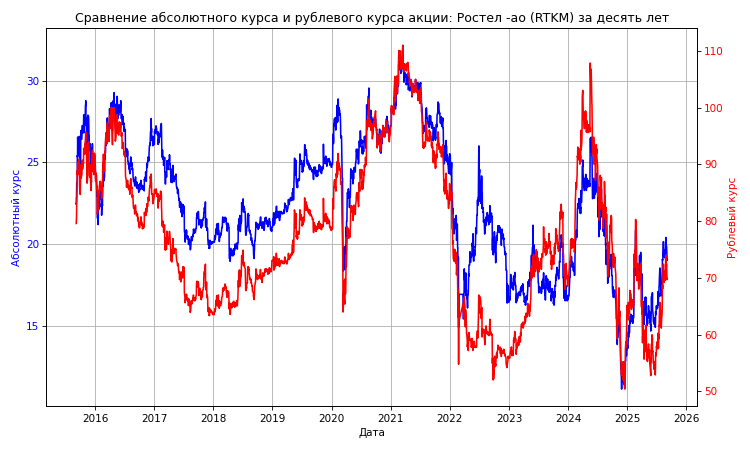 Сравнение абсолютного курса и рублевого курса акции: Ростел -ао (RTKM) за десять лет
Абсолютный курс
30
25
20
15
Рублевый курс
110
100
90
80
70
60
50
2016 2017 2018 2019 2020 2021 2022 2023 2024 2025 2026
Дата